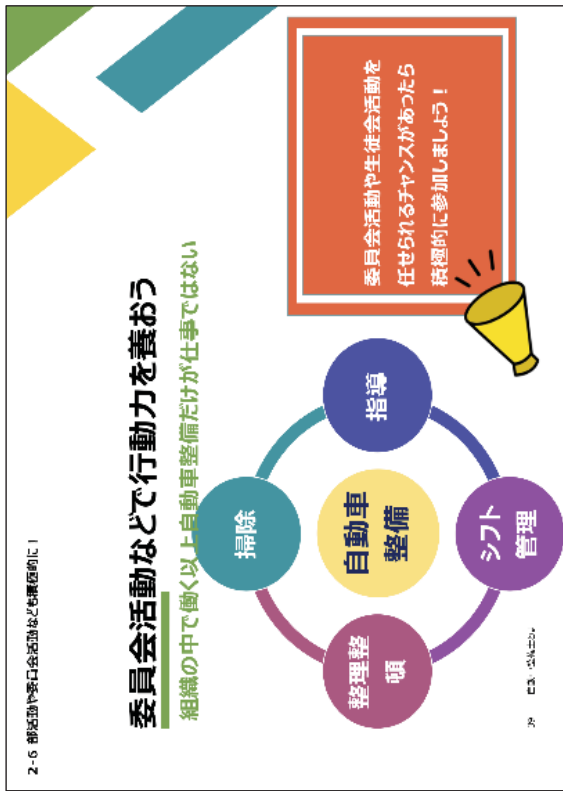 2-6 部活動や委員会活動なども積極的に！
委員会活動などで行動力を養おう
組織の中で働く以上自動車整備だけが仕事ではない
掃除
指導
自動車
整備
整理整
頓
シフト
管理
委員会活動や生徒会活動を
任せられるチャンスがあったら
積極的に参加しましょう！